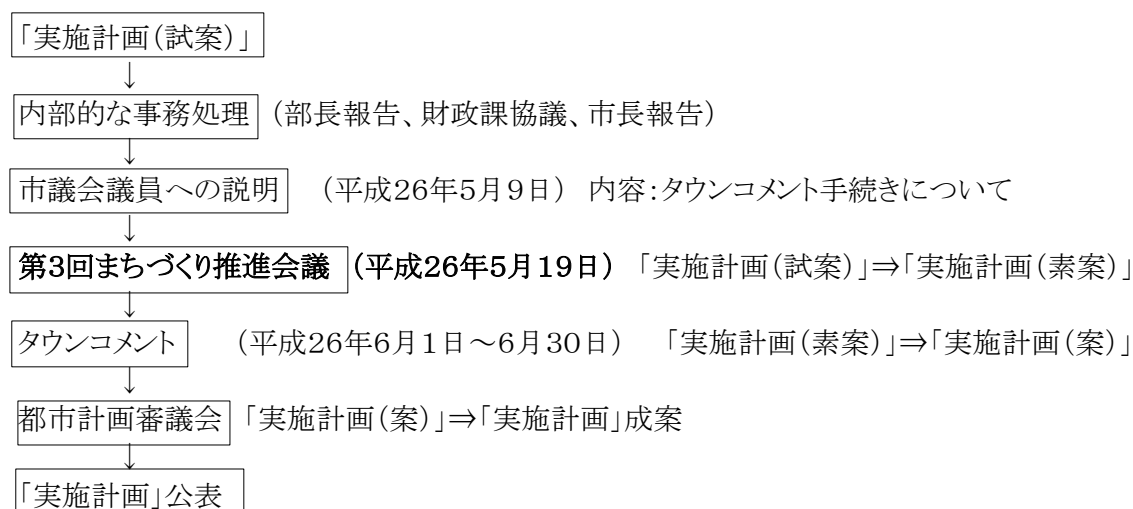 「実施計画(試案)」
↓
内部的な事務処理 (部長報告、財政課協議、市長報告)
↓
市議会議員への説明 (平成26年5月9日) 内容:タウンコメント手続きについて
↓
第3回まちづくり推進会議 (平成26年5月19日) 「実施計画(試案)」⇒「実施計画(素案)」
↓
タウンコメント (平成26年6月1日~6月30日) 「実施計画(素案)」⇒「実施計画(案)」
↓
都市計画審議会 「実施計画(案)」⇒「実施計画」成案
↓
「実施計画」公表